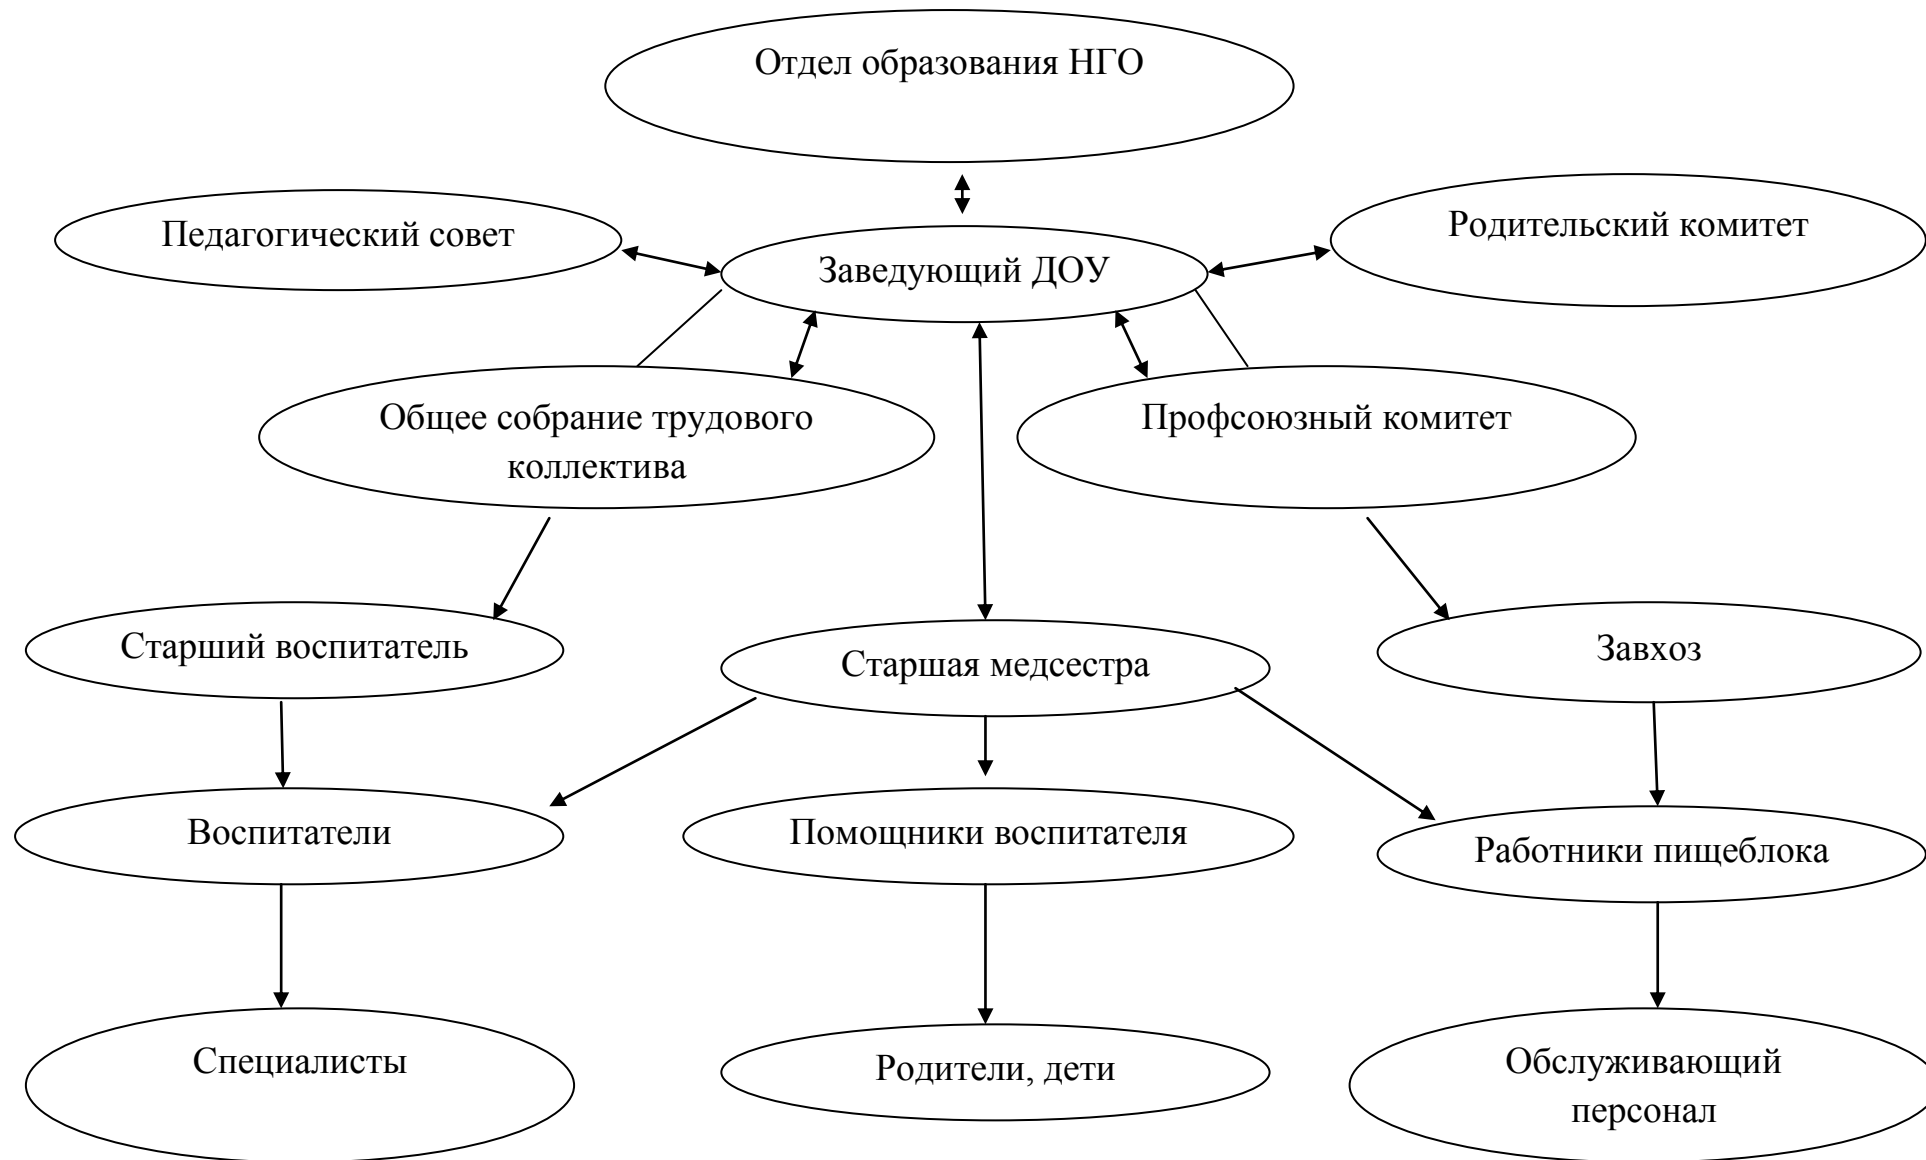 Отдел образования НГО
Педагогический совет
Родительский комитет
Заведующий ДОУ
Общее собрание трудового
коллектива
Профсоюзный комитет
Старший воспитатель
Старшая медсестра
Завхоз
Воспитатели
Помощники воспитателя
Работники пищеблока
Специалисты
Родители, дети
Обслуживающий
персонал